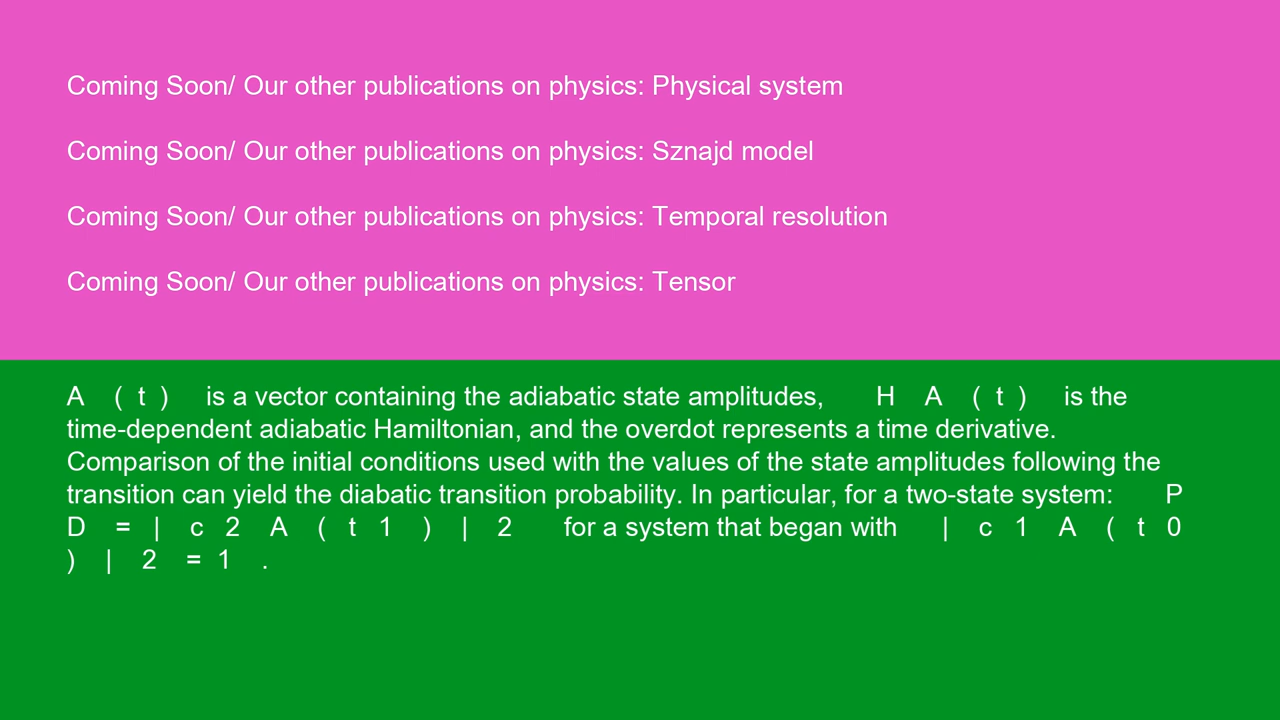 Coming Soon/ Our other publications on physics: Physical system
Coming Soon/ Our other publications on physics: Sznajd model
Coming Soon/ Our other publications on physics: Temporal resolution
Coming Soon/ Our other publications on physics: Tensor
A ( t ) is a vector containing the adiabatic state amplitudes, H A ( t ) is the
time-dependent adiabatic Hamiltonian, and the overdot represents a time derivative.
Comparison of the initial conditions used with the values of the state amplitudes following the
transition can yield the diabatic transition probability. In particular, for a two-state system: P
D = | c 2 A ( t 1 ) | 2 for a system that began with | c 1 A ( t 0
) | 2 = 1 .